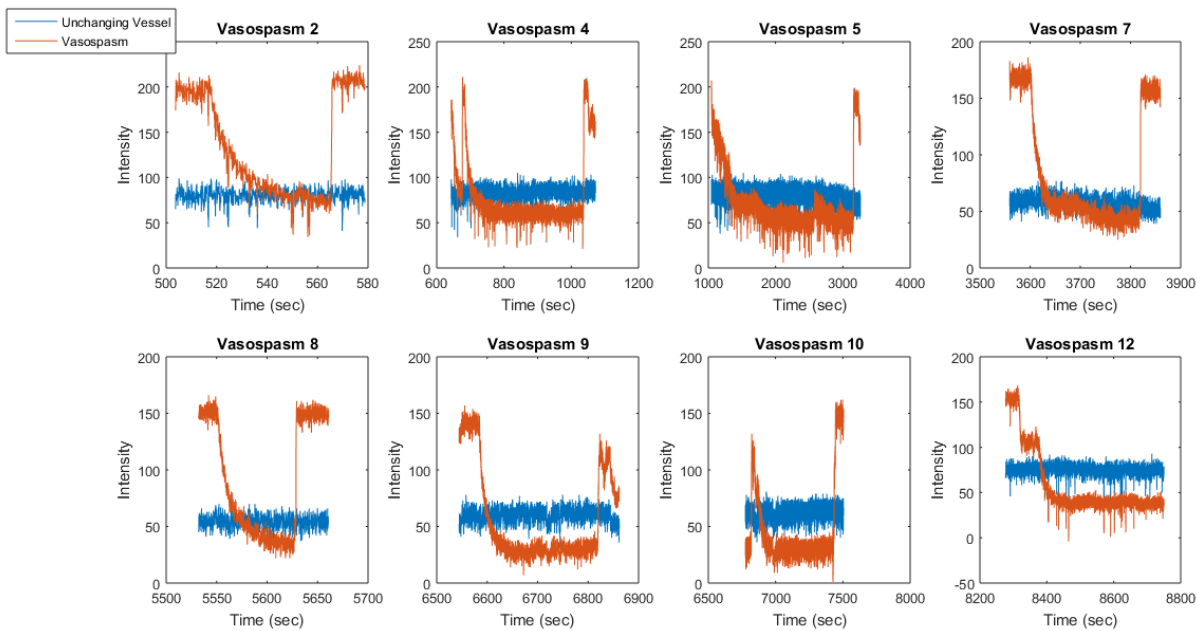 Unchanging Vessel
Vasospasm
Vasospasm 2
250
200
150
100
50
0
Intensity
500 520 540 560 580
Time (sec)
Vasospasm 4
250
200
150
100
50
0
Intensity
600 800 1000 1200
Time (sec)
Vasospasm 5
250
200
150
100
50
0
Intensity
1000 2000 3000 4000
Time (sec)
Vasospasm 7
200
150
100
50
0
Intensity
3500 3600 3700 3800 3900
Time (sec)
Vasospasm 8
200
150
100
50
0
Intensity
5500 5550 5600 5650 5700
Time (sec)
Vasospasm 9
200
150
100
50
0
Intensity
6500 6600 6700 6800 6900
Time (sec)
Vasospasm 10
200
150
100
50
0
Intensity
6500 7000 7500 8000
Time (sec)
Vasospasm 12
200
150
100
50
0
-50
Intensity
8200 8400 8600 8800
Time (sec)